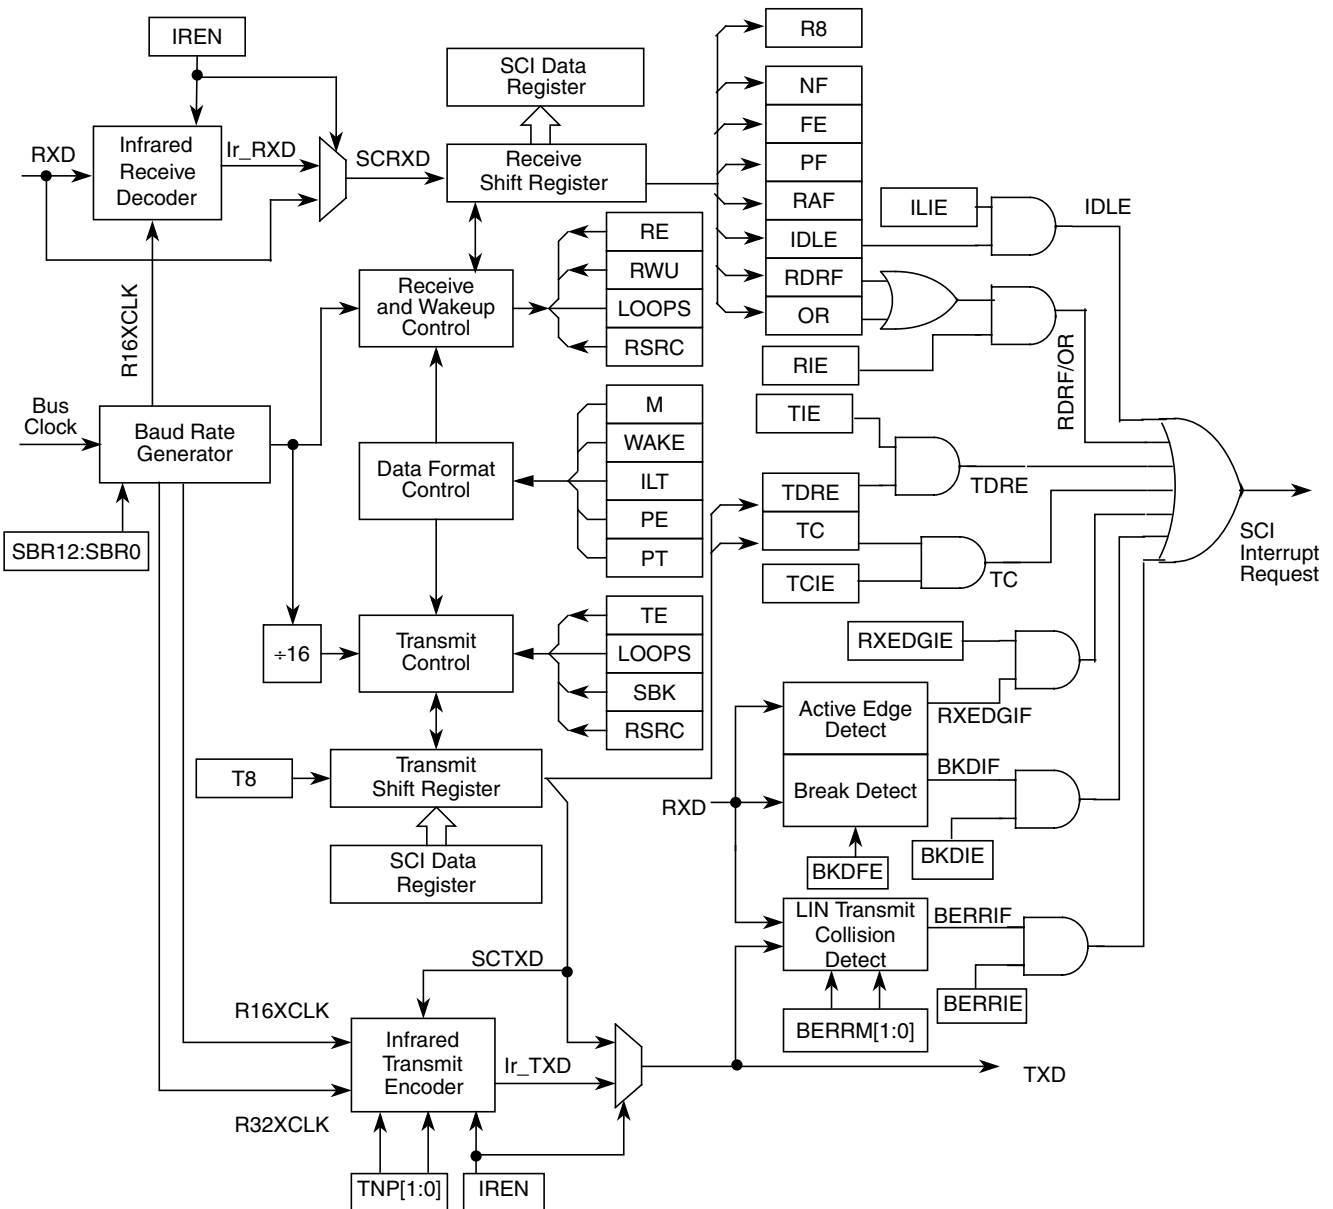 IREN
SCI Data
Register
R8
NF
FE
PF
RAF
IDLE
RDRF
OR
RXD
Infrared
Receive
Decoder
Ir_RXD
SCRXD
Receive
Shift Register
ILIE
IDLE
RE
RWU
LOOPS
RSRC
Receive
and Wakeup
Control
R16XCLK
RIE
RDRF/OR
Bus
Clock
Baud Rate
Generator
M
WAKE
ILT
PE
PT
TIE
Data Format
Control
TDRE
TC
TDRE
SBR12:SBR0
TCIE
TC
SCI
Interrupt
Request
÷16
Transmit
Control
TE
LOOPS
SBK
RSRC
RXEDGIE
Active Edge
Detect
RXEDGIF
T8
Transmit
Shift Register
RXD
Break Detect
BKDIF
BKDIE
BKDFE
SCI Data
Register
LIN Transmit
Collision
Detect
BERRIF
BERRIE
BERRM[1:0]
SCTXD
R16XCLK
Infrared
Transmit
Encoder
Ir_TXD
TXD
R32XCLK
TNP[1:0]
IREN